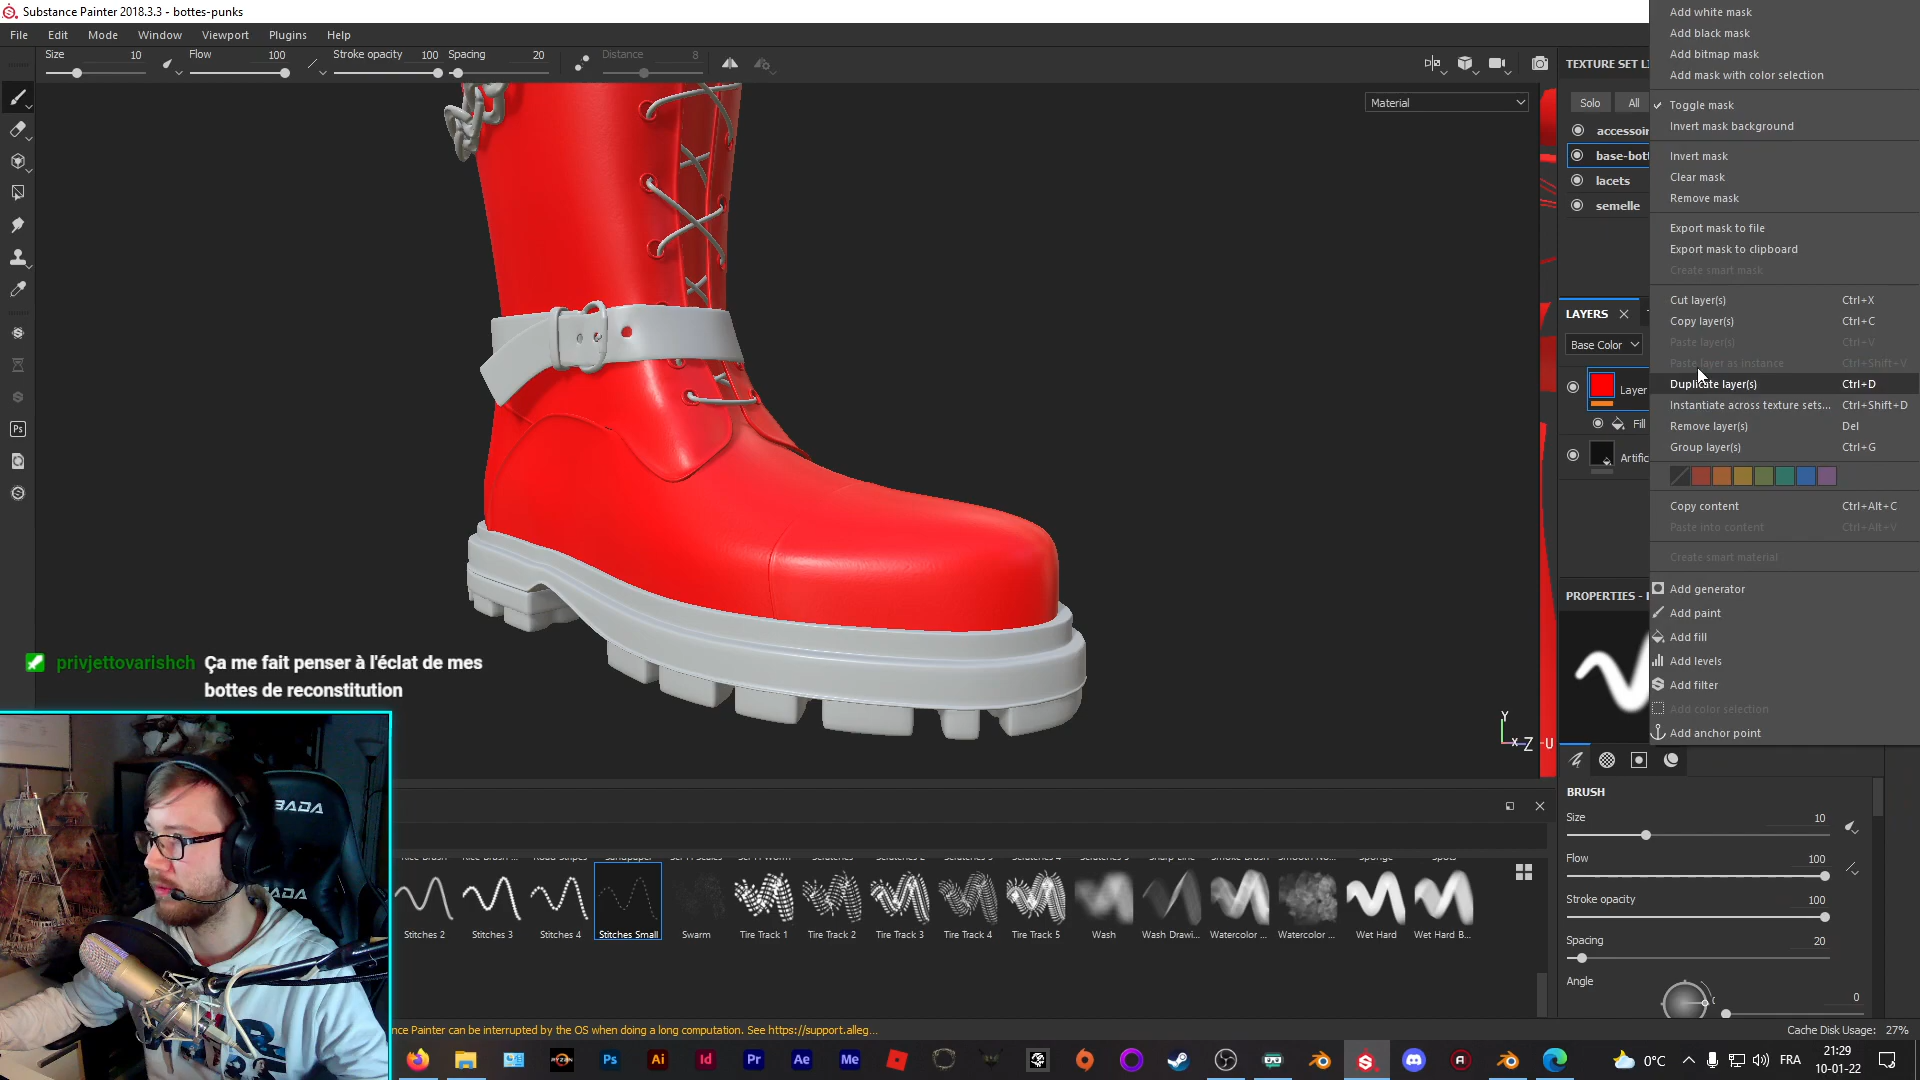 Substance Painter 2018.3.3 - bottes-punks
File Edit Mode Window Viewport Plugins Help
Size 10 Flow 100 Stroke opacity 100 Spacing 20 Distance 8
Material
TEXTURE SET LI
Solo All
accessoir
base-bott
lacets
semelle
LAYERS
Base Color
Layer
Fill
Artific
PROPERTIES -
Add white mask
Add black mask
Add bitmap mask
Add mask with color selection
Toggle mask
Invert mask background
Invert mask
Clear mask
Remove mask
Export mask to file
Export mask to clipboard
Create smart mask
Cut layer(s) Ctrl+X
Copy layer(s) Ctrl+C
Paste layer(s) Ctrl+V
Paste layer as instance Ctrl+Shift+V
Duplicate layer(s) Ctrl+D
Instantiate across texture sets... Ctrl+Shift+D
Remove layer(s) Del
Group layer(s) Ctrl+G
Copy content Ctrl+Alt+C
Paste into content Ctrl+Alt+V
Create smart material
Add generator
Add paint
Add fill
Add levels
Add filter
Add color selection
Add anchor point
Y
X Z
U
privjettovarishch Ça me fait penser à l'éclat de mes
bottes de reconstitution
BRUSH
Size 10
Flow 100
Stroke opacity 100
Spacing 20
Angle 0
Stitches 2 Stitches 3 Stitches 4 Stitches Small Swarm Tire Track 1 Tire Track 2 Tire Track 3 Tire Track 4 Tire Track 5 Wash Wash Drawi... Watercolor ... Watercolor ... Wet Hard Wet Hard B...
nce Painter can be interrupted by the OS when doing a long computation. See https://support.alleg...
Cache Disk Usage: 27%
Ps Ai Id Pr Ae Me
0°C FRA 21:29
10-01-22